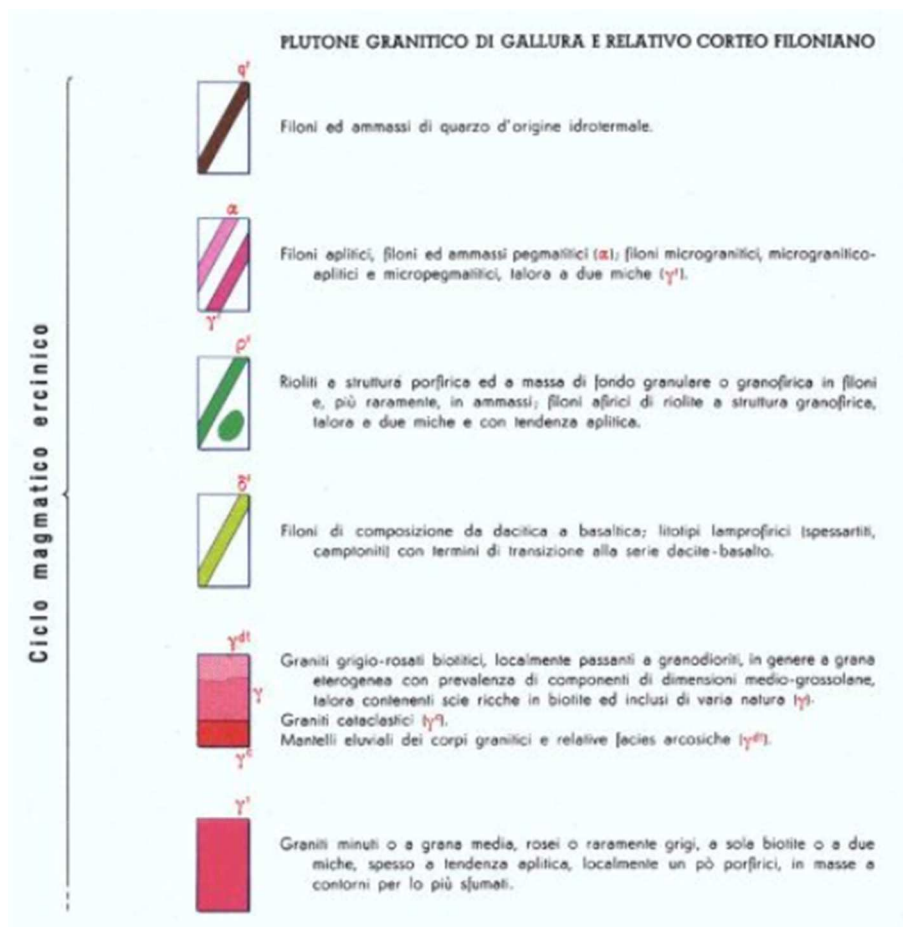 PLUTONE GRANITICO DI GALLURA E RELATIVO CORTEO FILONIANO
Ciclo magmatico ercinico
q'
Filoni ed ammassi di quarzo d'origine idrotermale.
α
Filoni aplitici, filoni ed ammassi pegmatitici (α); filoni microgranitici, microgranitico-
aplitici e micropegmatitici, talora a due miche (γ').
γ'
ρ'
Rioliti a struttura porfirica ed a massa di fondo granulare o granofirica in filoni
e, più raramente, in ammassi; filoni afirici di riolite a struttura granofirica,
talora a due miche e con tendenza aplitica.
δ'
Filoni di composizione da dacitica a basaltica; litotipi lamprofirici (spessartiti,
camptoniti) con termini di transizione alla serie dacite-basalto.
γdt
Graniti grigio-rosati biotitici, localmente passanti a granodioriti, in genere a grana
eterogenea con prevalenza di componenti di dimensioni medio-grossolane,
γ
talora contenenti scie ricche in biotite ed inclusi di varia natura (γ).
Graniti cataclastici (γc).
Mantelli eluviali dei corpi granitici e relative facies arcosiche (γdt).
γc
γ'
Graniti minuti o a grana media, rosei o raramente grigi, a sola biotite o a due
miche, spesso a tendenza aplitica, localmente un pò porfirici, in masse a
contorni per lo più sfumati.